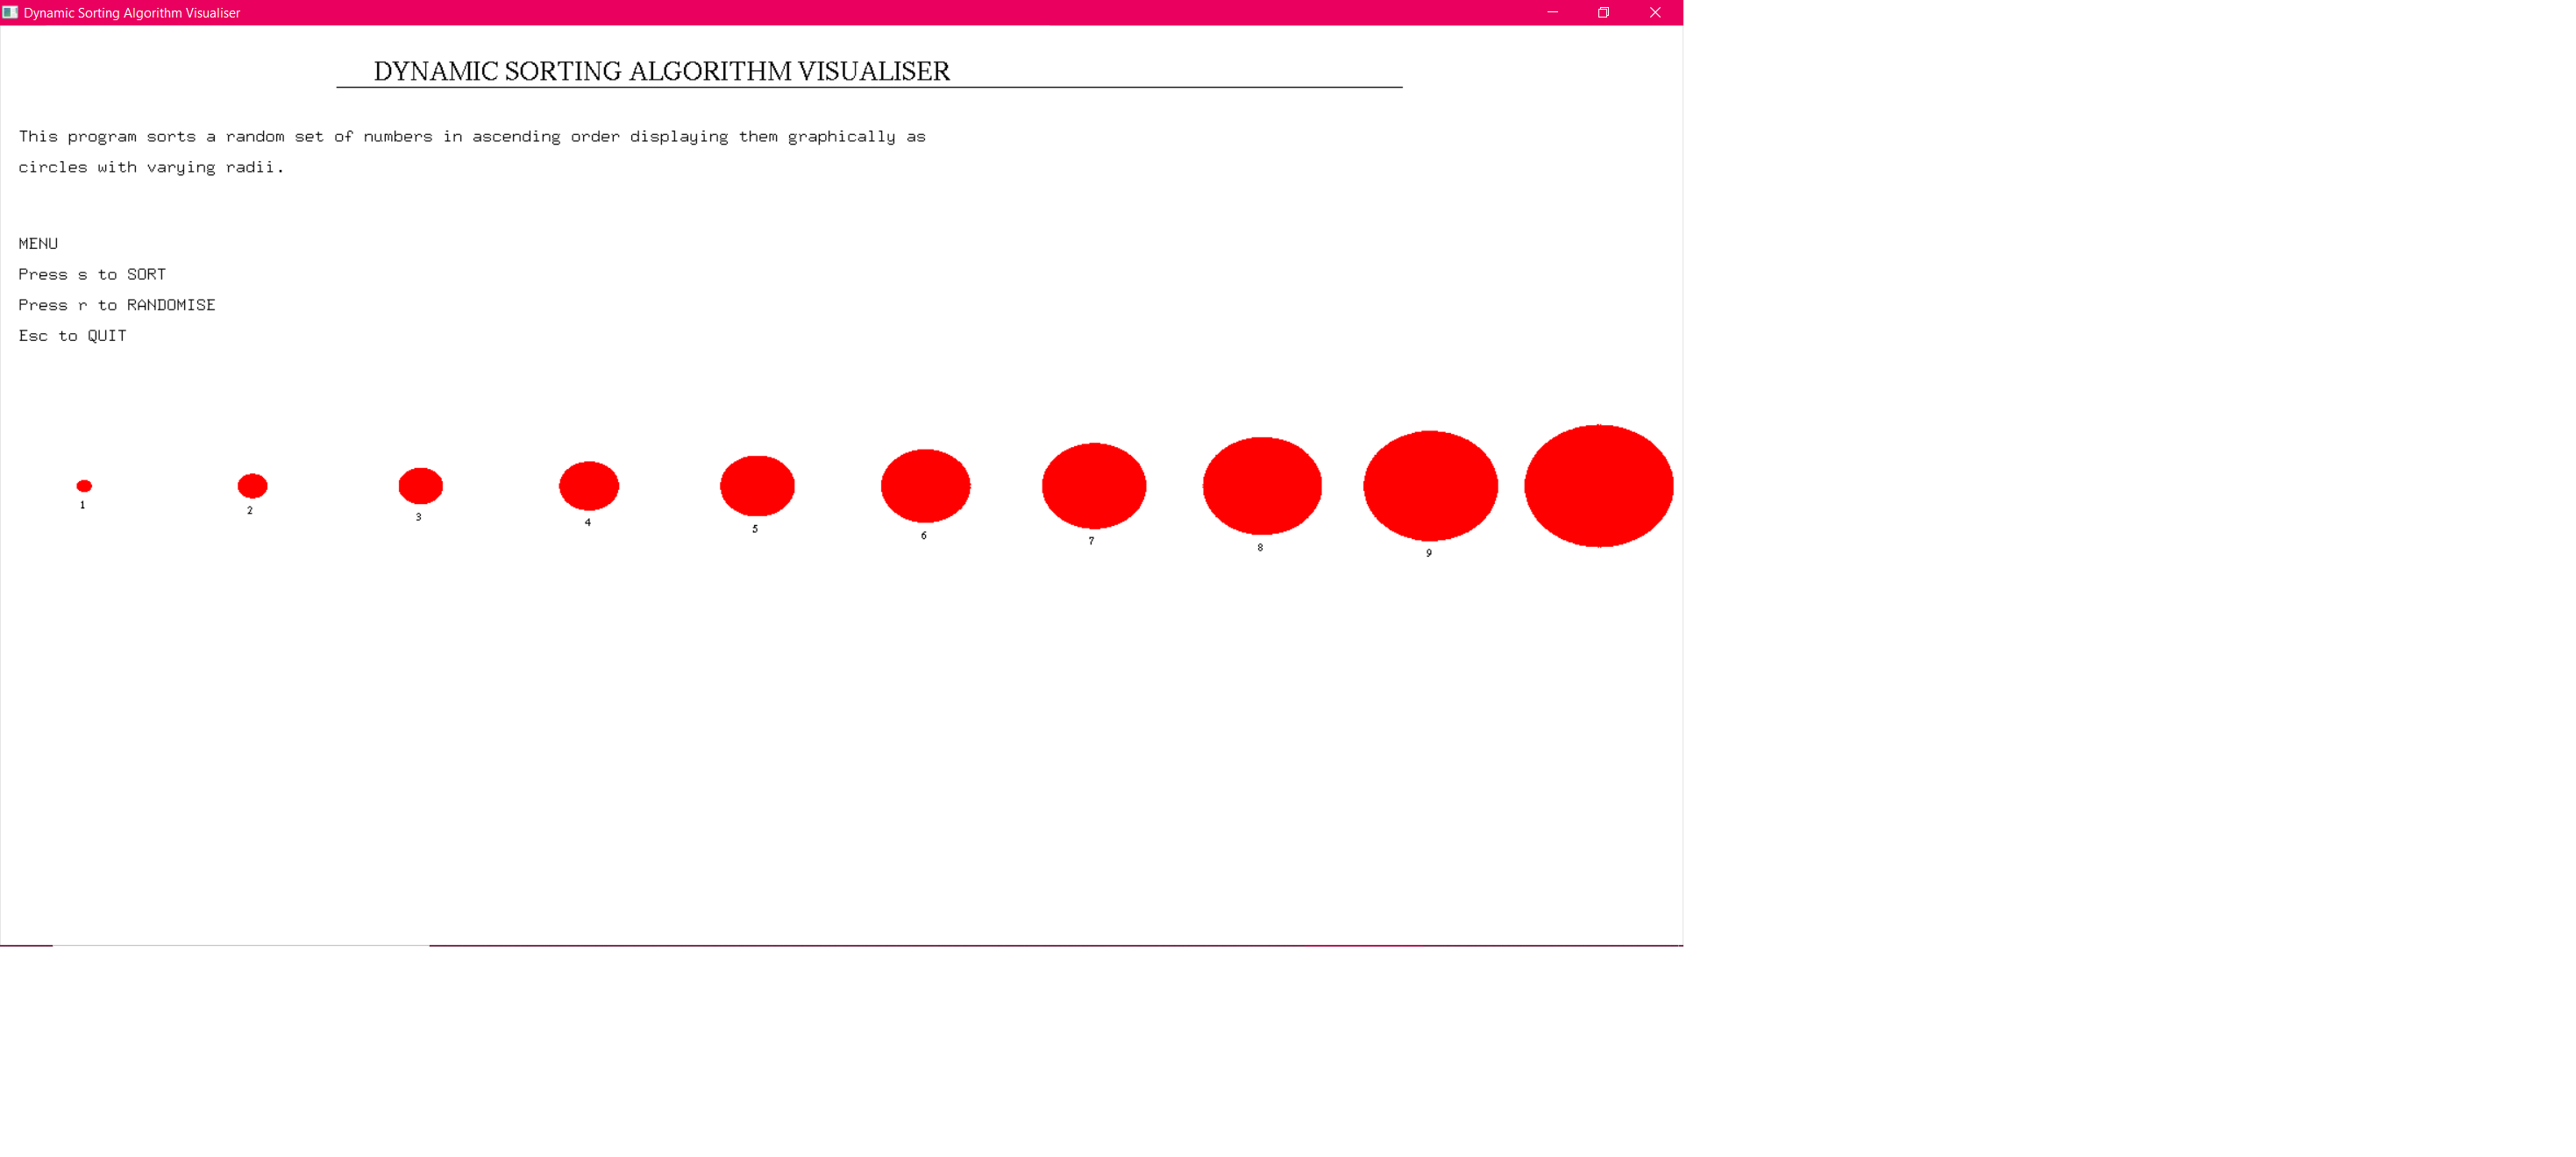 Dynamic Sorting Algorithm Visualiser
DYNAMIC SORTING ALGORITHM VISUALISER
This program sorts a random set of numbers in ascending order displaying them graphically as
circles with varying radii.
MENU
Press s to SORT
Press r to RANDOMISE
Esc to QUIT
1 2 3 4 5 6 7 8 9